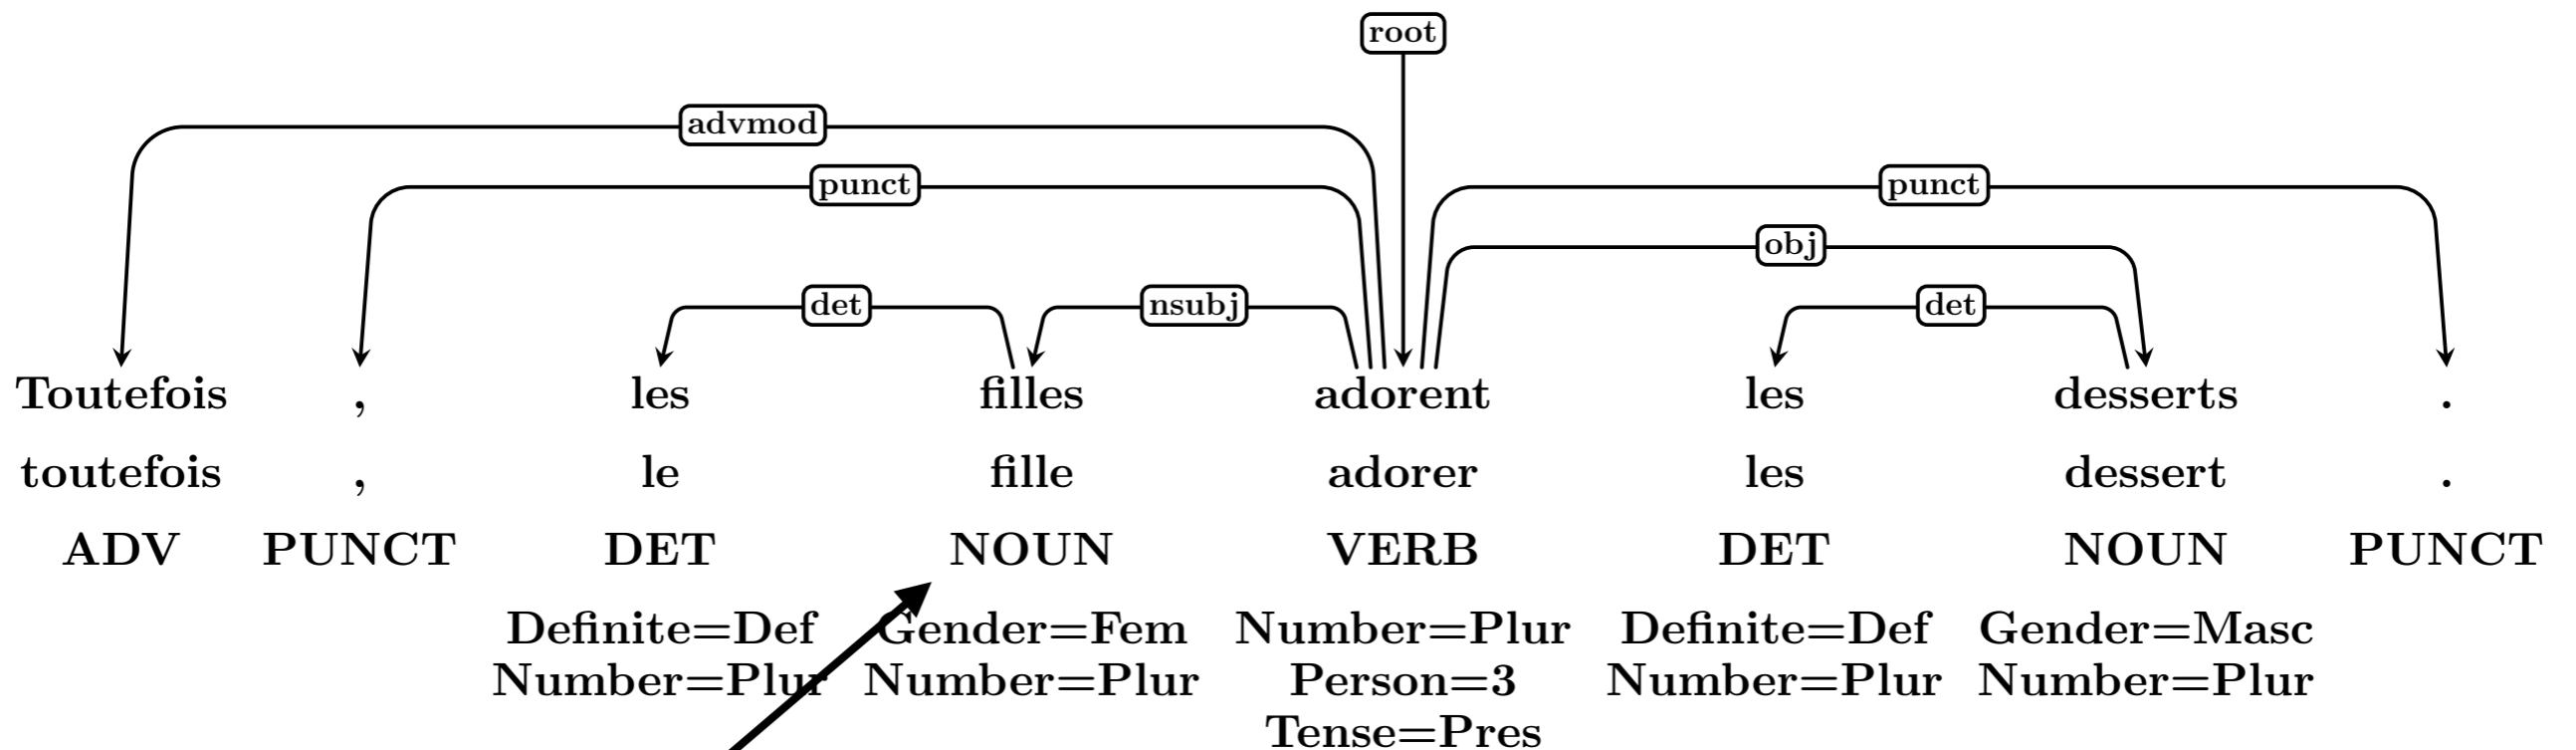 root
advmod
punct punct
obj
det nsubj det
Toutefois , les filles adorent les desserts .
toutefois , le fille adorer les dessert .
ADV PUNCT DET NOUN VERB DET NOUN PUNCT
Definite=Def Gender=Fem Number=Plur Definite=Def Gender=Masc
Number=Plur Number=Plur Person=3 Number=Plur Number=Plur
Tense=Pres